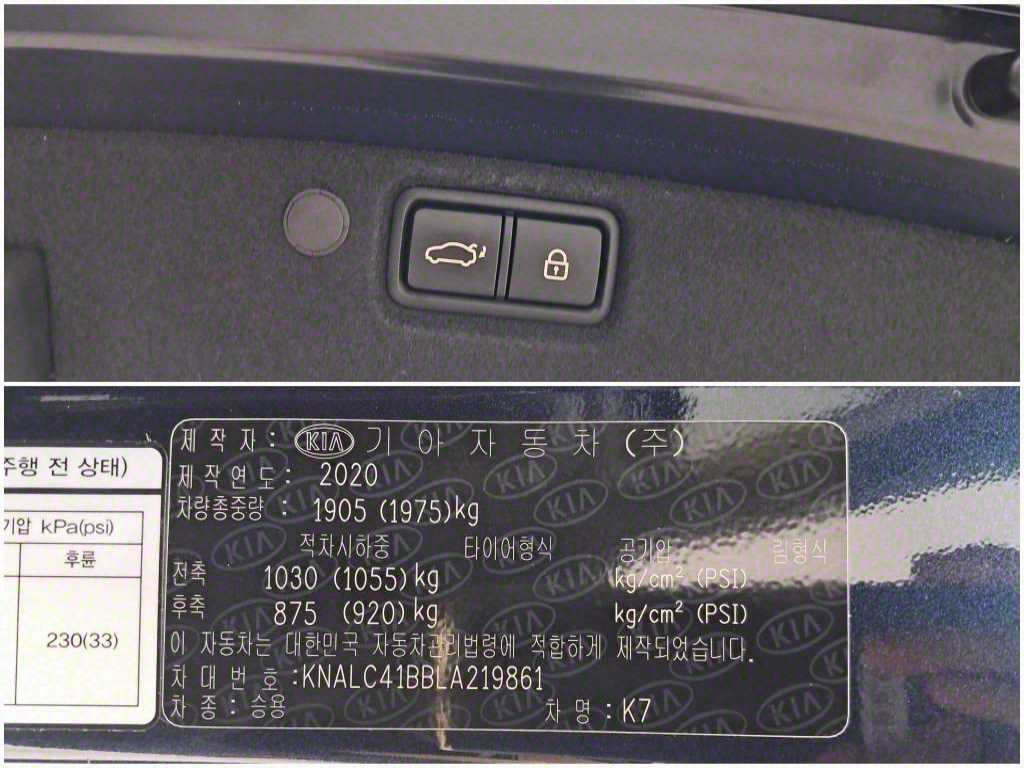 제 작 자 : KIA 기 아 자 동 차 (주)
제 작 연 도 : 2020
차량총중량 : 1905 (1975)kg
적차시하중 타이어형식 공기압 림형식
전축 1030 (1055)kg kg/cm² (PSI)
후축 875 (920)kg kg/cm² (PSI)
이 자동차는 대한민국 자동차관리법령에 적합하게 제작되었습니다.
차 대 번 호 :KNALC41BBLA219861
차 종 : 승용 차 명 : K7
주행 전 상태)
기압 kPa(psi)
후륜
230(33)